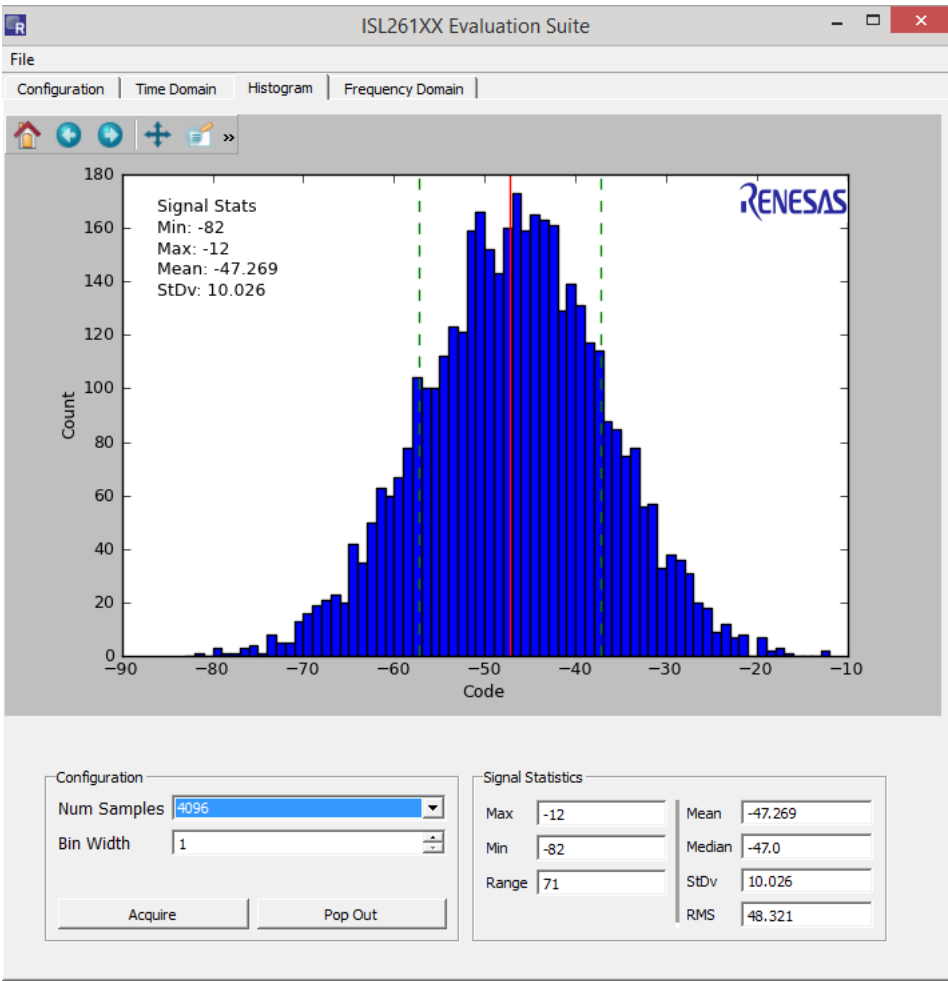 R
ISL261XX Evaluation Suite
File
Configuration
Time Domain
Histogram
Frequency Domain
»
180
160
140
120
100
80
60
40
20
0
Count
Signal Stats
Min: -82
Max: -12
Mean: -47.269
StDv: 10.026
RENESAS
−90
−80
−70
−60
−50
−40
−30
−20
−10
Code
Configuration
Num Samples 4096
Bin Width 1
Acquire
Pop Out
Signal Statistics
Max -12
Min -82
Range 71
Mean -47.269
Median -47.0
StDv 10.026
RMS 48.321